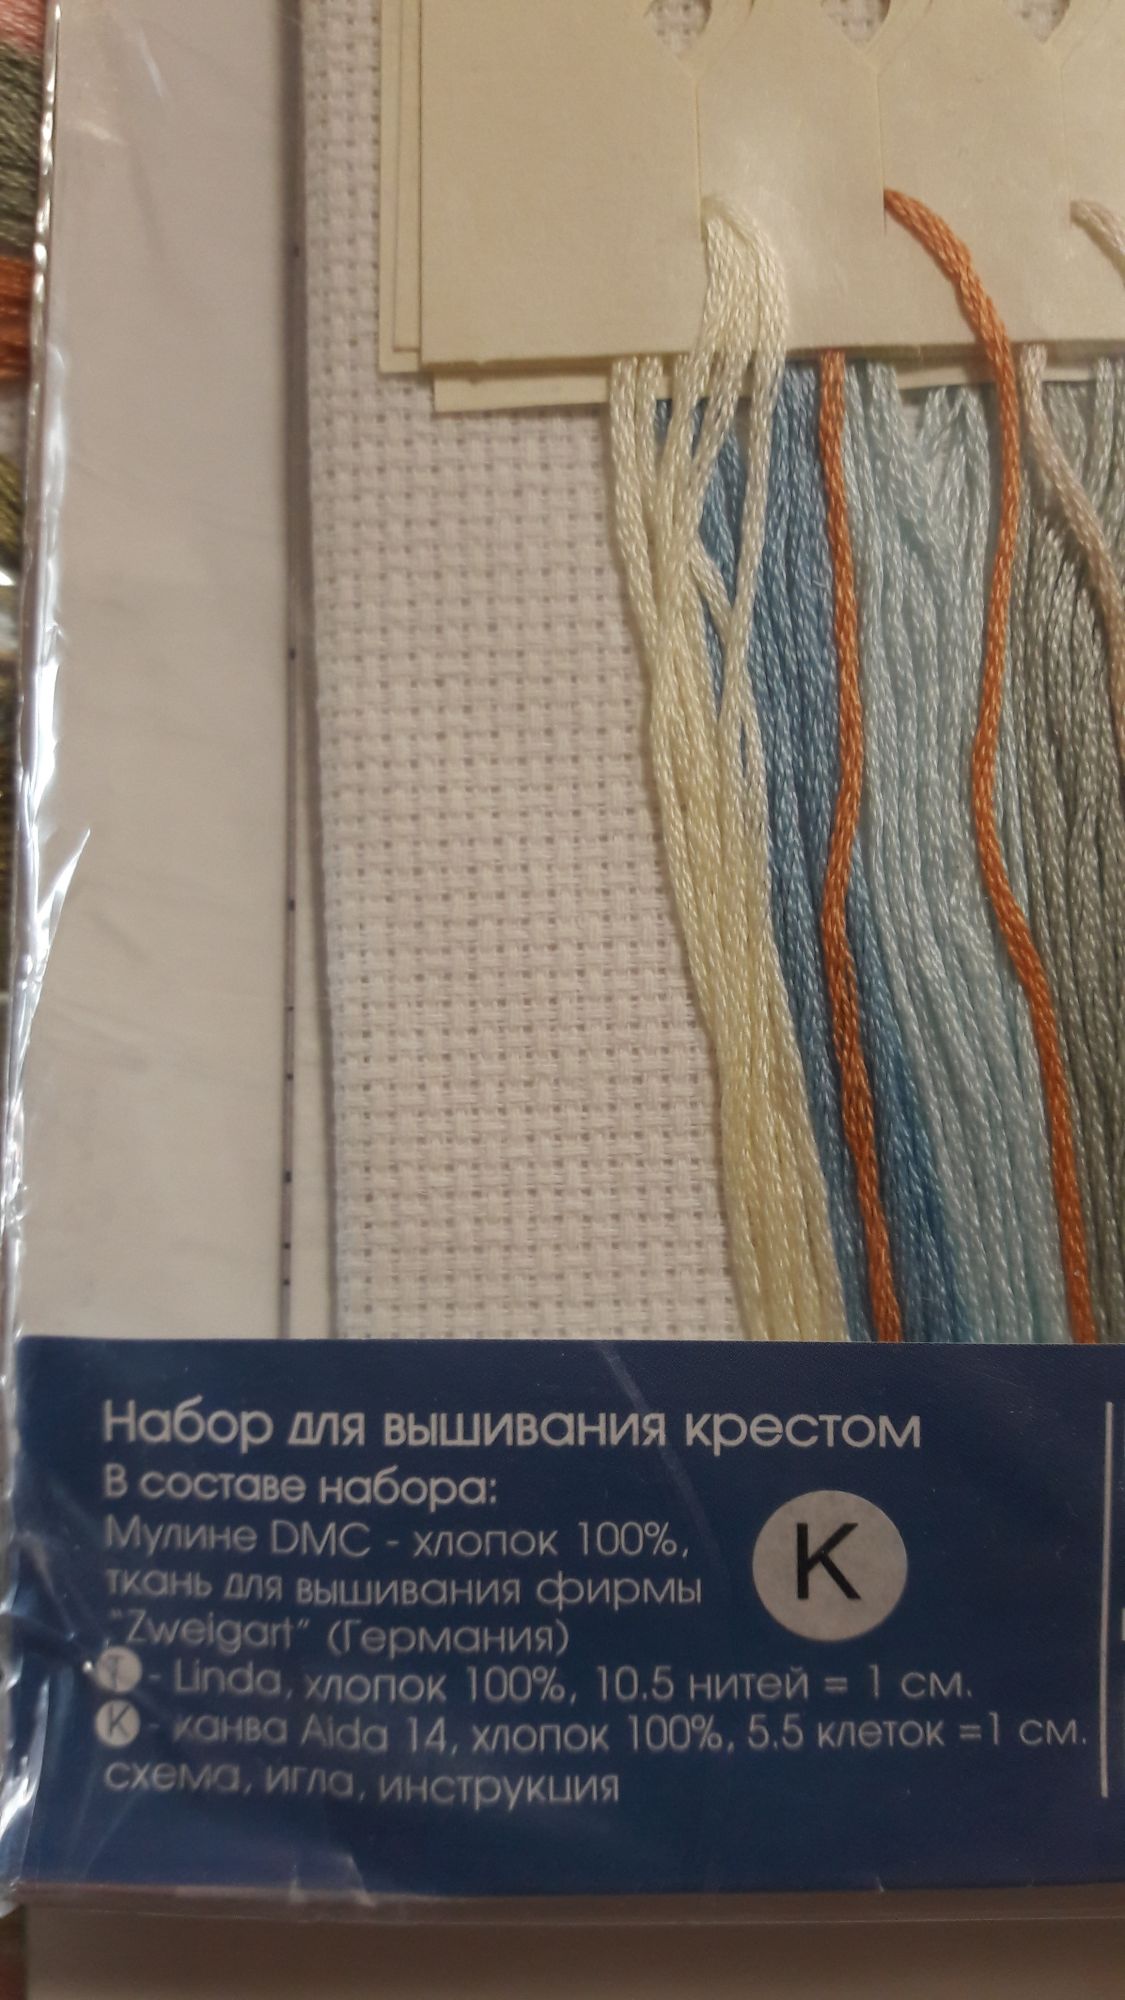 Набор для вышивания крестом
В составе набора:
Мулине DMC - хлопок 100%,
ткань для вышивания фирмы
"Zweigart" (Германия)
- Linda, хлопок 100%, 10.5 нитей = 1 см.
K - канва Aida 14, хлопок 100%, 5.5 клеток =1 см.
схема, игла, инструкция
K